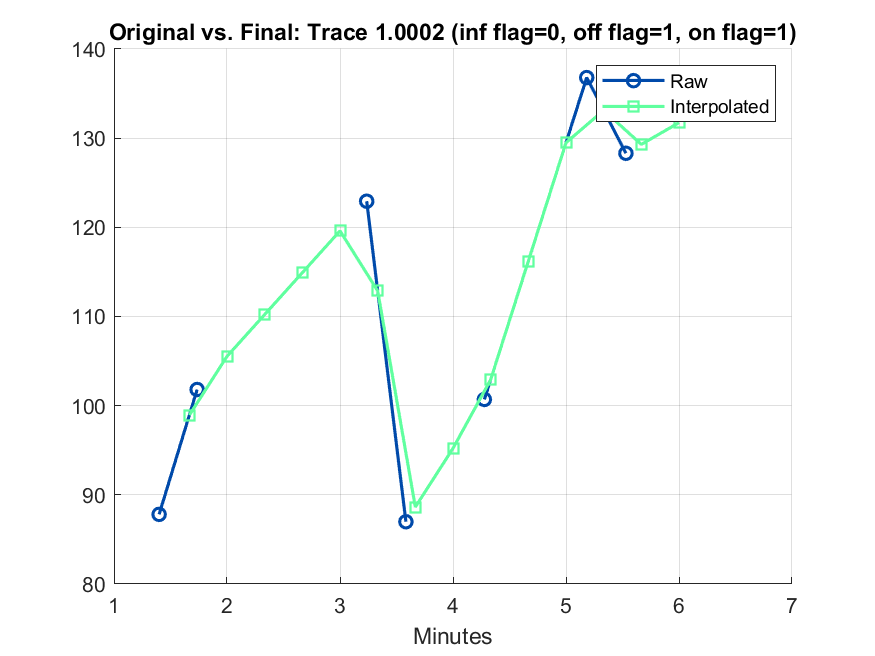 Original vs. Final: Trace 1.0002 (inf flag=0, off flag=1, on flag=1)
140
130
120
110
100
90
80
Raw
Interpolated
1 2 3 4 5 6 7
Minutes